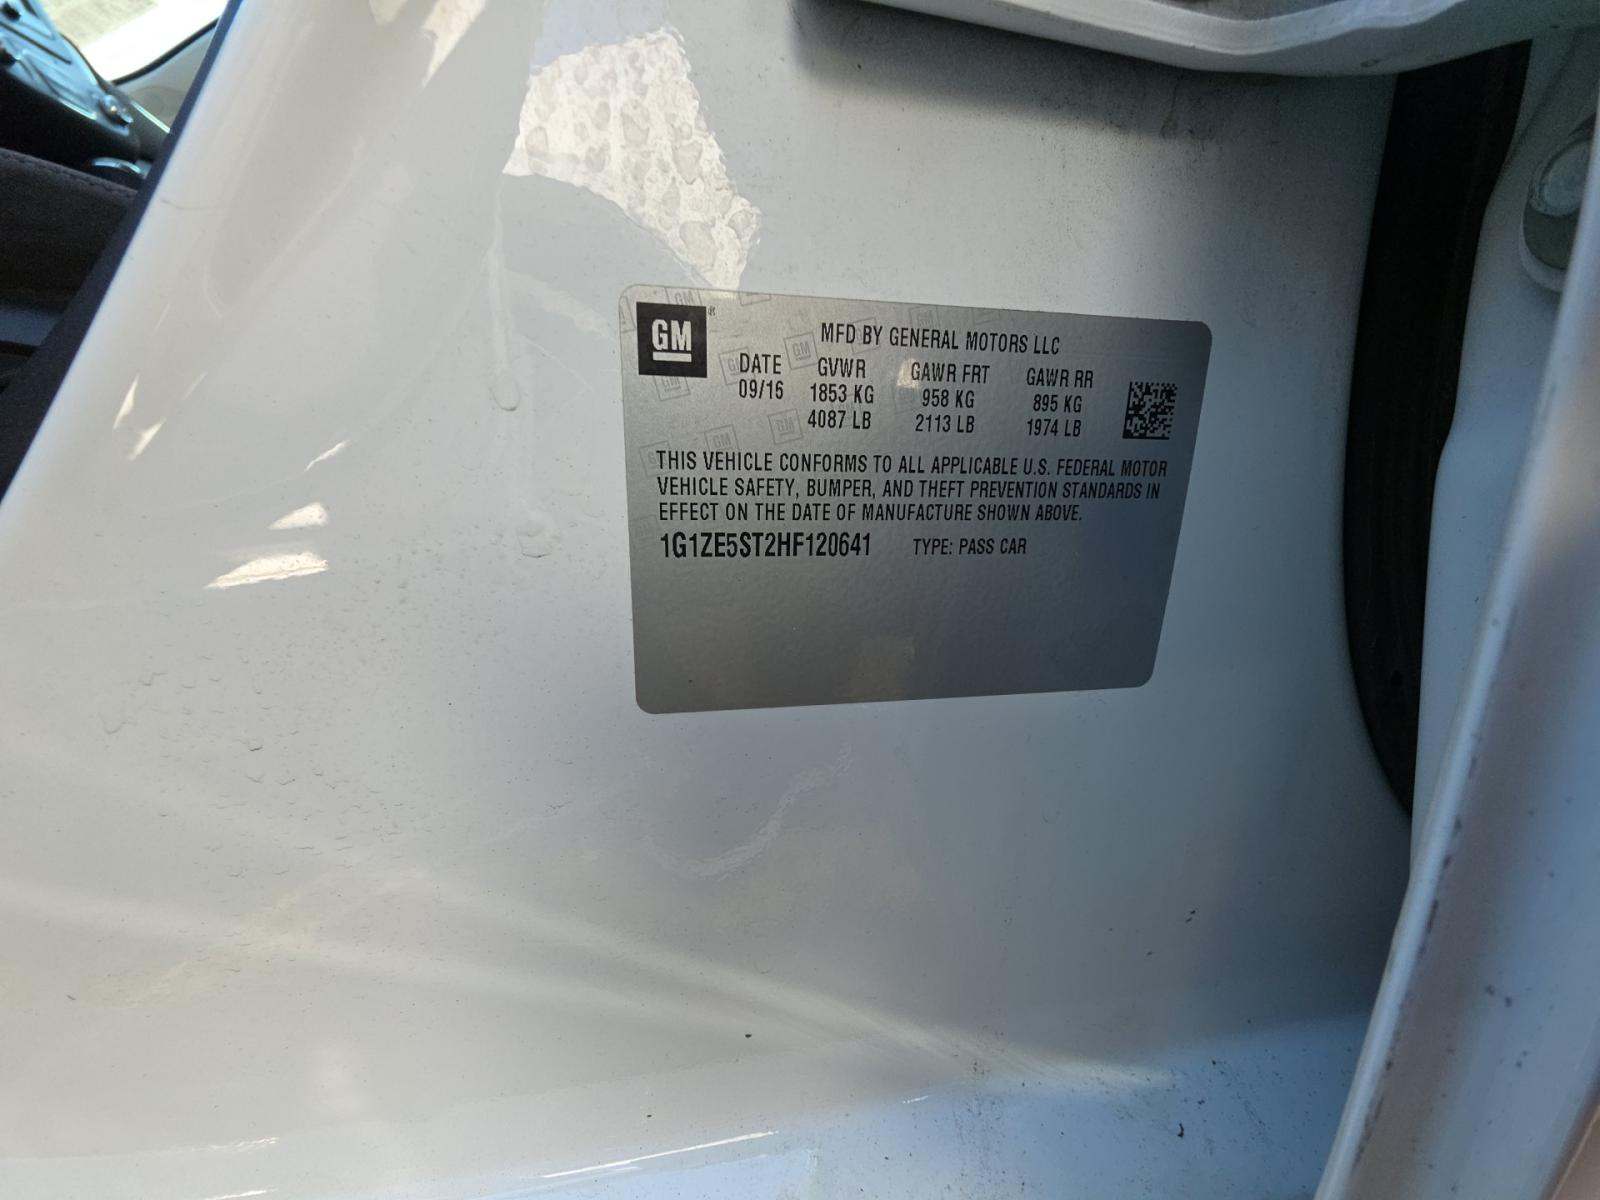 GM
MFD BY GENERAL MOTORS LLC
DATE GVWR GAWR FRT GAWR RR
09/16 1853 KG 958 KG 895 KG
4087 LB 2113 LB 1974 LB
THIS VEHICLE CONFORMS TO ALL APPLICABLE U.S. FEDERAL MOTOR
VEHICLE SAFETY, BUMPER, AND THEFT PREVENTION STANDARDS IN
EFFECT ON THE DATE OF MANUFACTURE SHOWN ABOVE.
1G1ZE5ST2HF120641 TYPE: PASS CAR